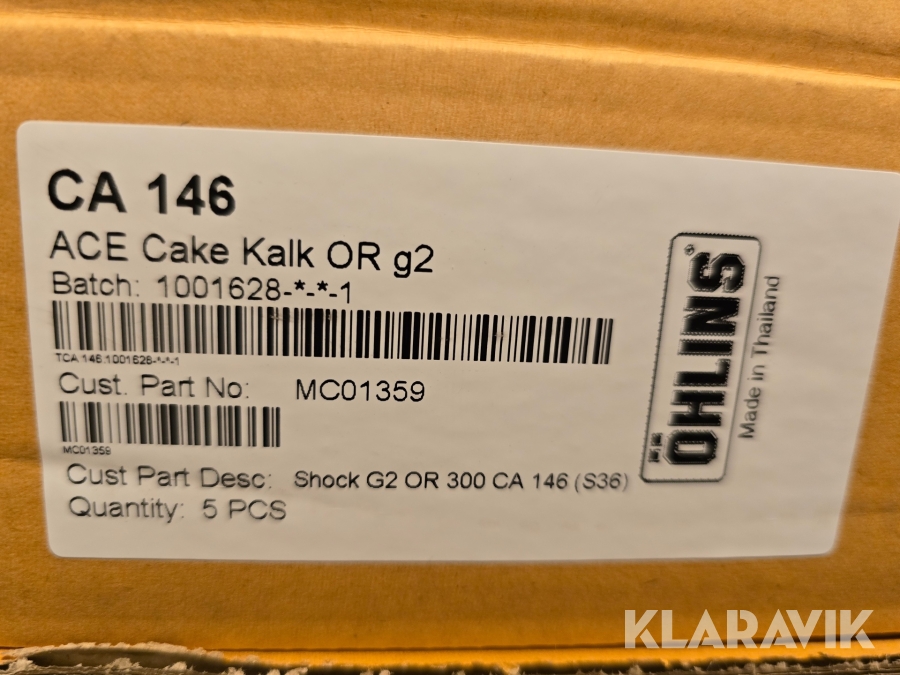 CA 146
ACE Cake Kalk OR g2
Batch: 1001628-*-*-1
TCA 146:1001628-*-*-1
Cust. Part No: MC01359
MC01359
Cust Part Desc: Shock G2 OR 300 CA 146 (S36)
Quantity: 5 PCS
ÖHLINS®
Made in Thailand
KLARAVIK